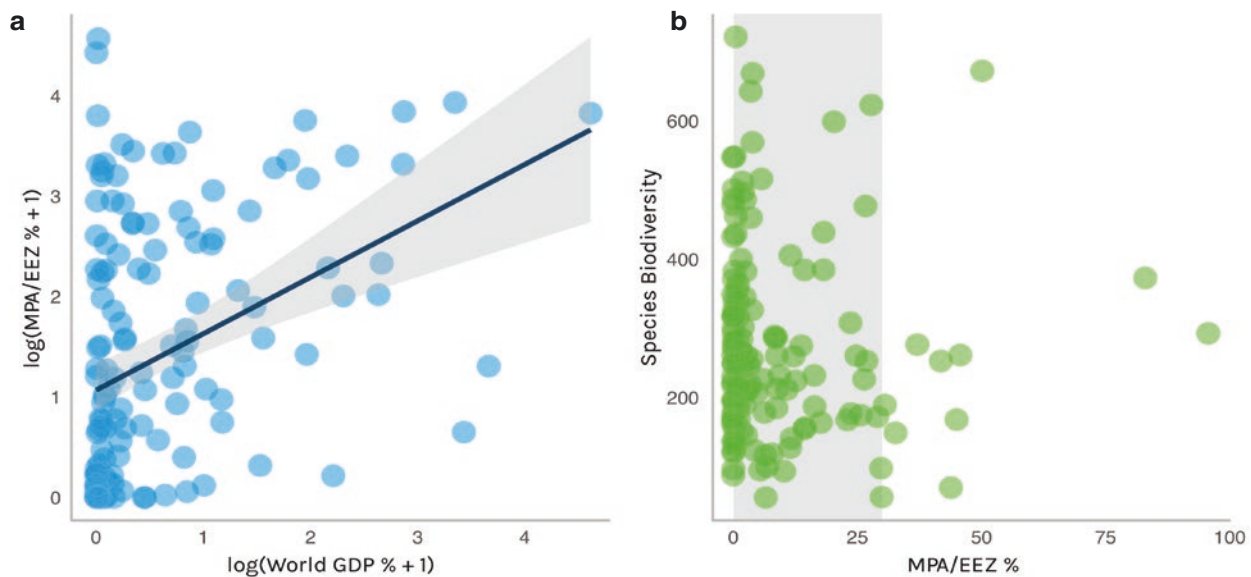 a
log(MPA/EEZ % + 1)
4
3
2
1
0
0 1 2 3 4
log(World GDP % + 1)
b
Species Biodiversity
600
400
200
0 25 50 75 100
MPA/EEZ %